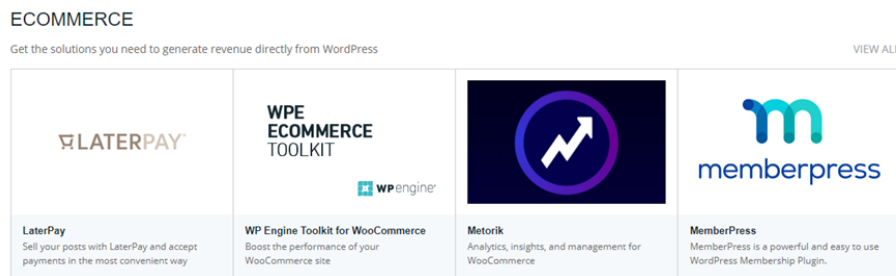 ECOMMERCE
Get the solutions you need to generate revenue directly from WordPress
VIEW ALL
LATERPAY
WPE
ECOMMERCE
TOOLKIT
WPengine
memberpress
LaterPay
Sell your posts with LaterPay and accept
payments in the most convenient way
WP Engine Toolkit for WooCommerce
Boost the performance of your
WooCommerce site
Metorik
Analytics, insights, and management for
WooCommerce
MemberPress
MemberPress is a powerful and easy to use
WordPress Membership Plugin.